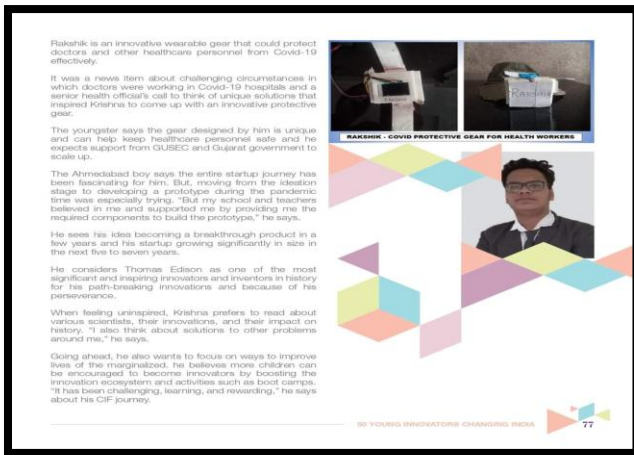 Rakshik is an innovative wearable gear that could protect
doctors and other healthcare personnel from Covid-19
effectively.
It was a news item about challenging circumstances in
which doctors were working in Covid-19 hospitals and a
senior health official's call to think of unique solutions that
inspired Krishna to come up with an innovative protective
gear.
The youngster says the gear designed by him is unique
and can help keep healthcare personnel safe and he
expects support from GUSEC and Gujarat government to
scale up.
The Ahmedabad boy says the entire startup journey has
been fascinating for him. But, moving from the ideation
stage to developing a prototype during the pandemic
time was especially trying. "But my school and teachers
believed in me and supported me by providing me the
required components to build the prototype," he says.
He sees his idea becoming a breakthrough product in a
few years and his startup growing significantly in size in
the next five to seven years.
He considers Thomas Edison as one of the most
significant and inspiring innovators and inventors in history
for his path-breaking innovations and because of his
perseverance.
When feeling uninspired, Krishna prefers to read about
various scientists, their innovations, and their impact on
history. "I also think about solutions to other problems
around me," he says.
Going ahead, he also wants to focus on ways to improve
lives of the marginalized. he believes more children can
be encouraged to become innovators by boosting the
innovation ecosystem and activities such as boot camps.
"It has been challenging, learning, and rewarding," he says
about his CIF journey.
RAKSHIK - COVID PROTECTIVE GEAR FOR HEALTH WORKERS
50 YOUNG INNOVATORS CHANGING INDIA
77